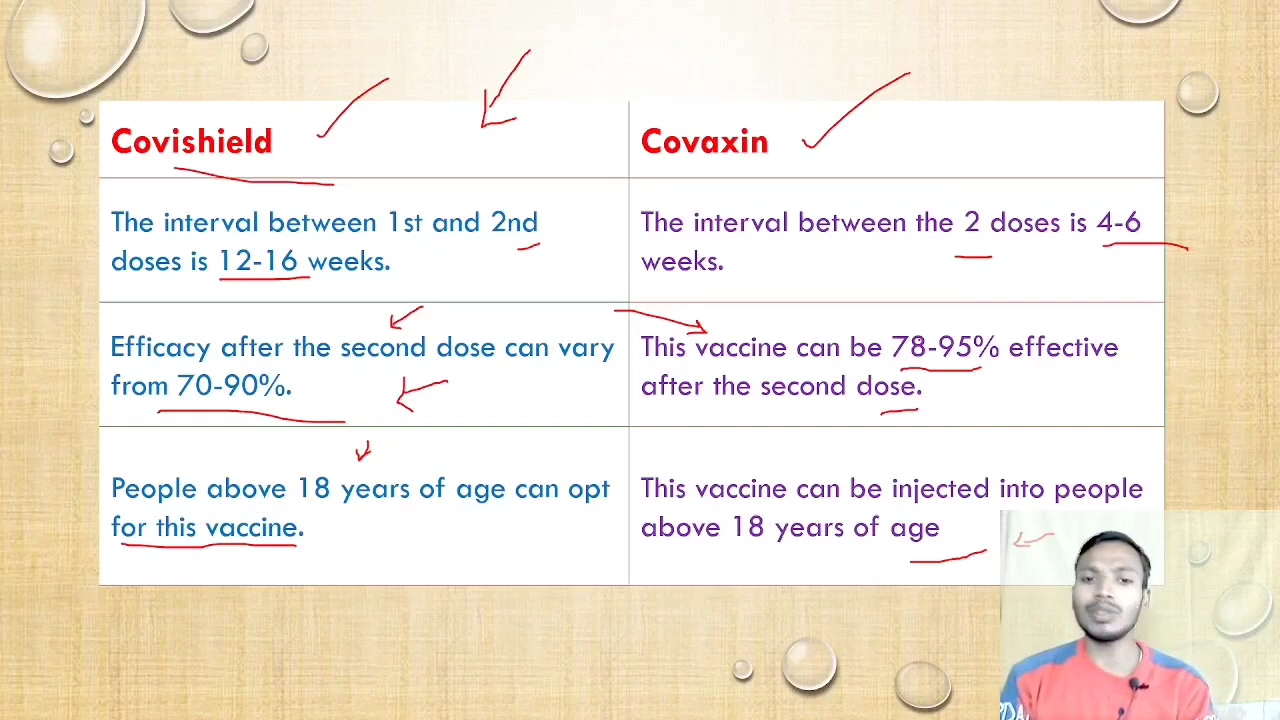 Covishield
Covaxin
The interval between 1st and 2nd
doses is 12-16 weeks.
The interval between the 2 doses is 4-6
weeks.
Efficacy after the second dose can vary
from 70-90%.
This vaccine can be 78-95% effective
after the second dose.
People above 18 years of age can opt
for this vaccine.
This vaccine can be injected into people
above 18 years of age